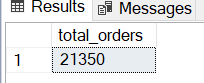 Results Messages
total_orders
1 21350